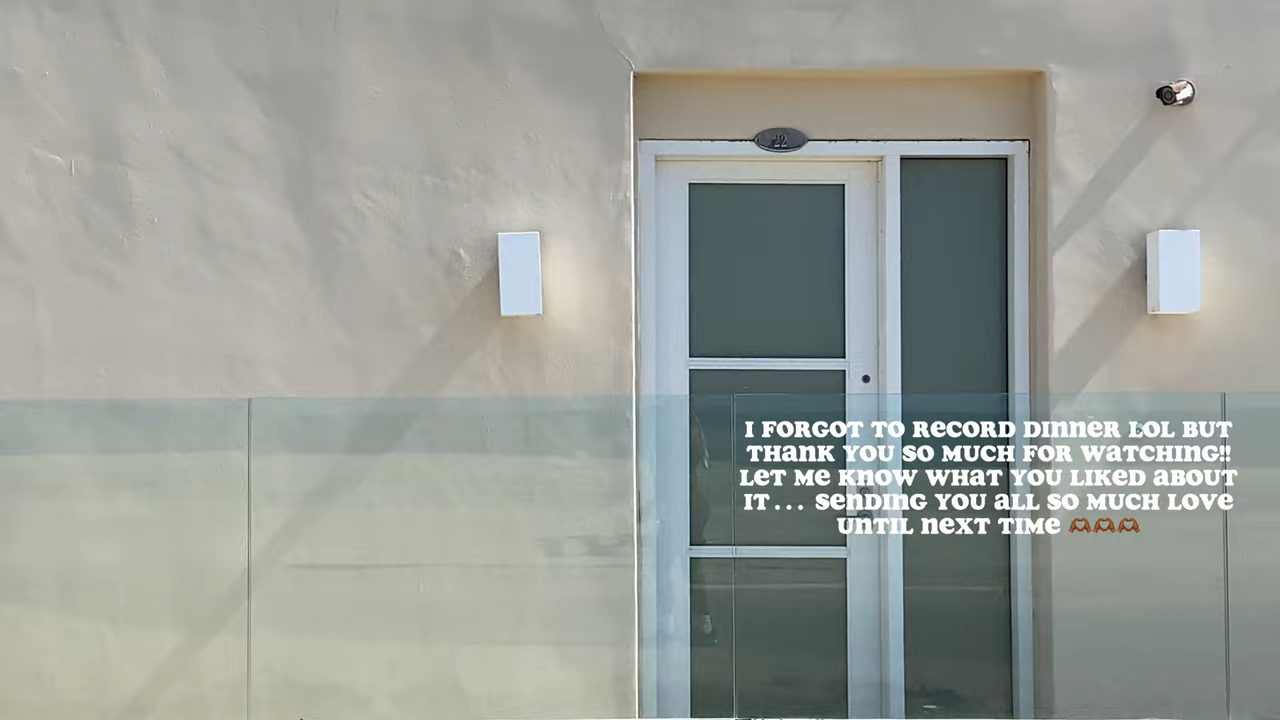 22
I FORGOT TO RECORD DINNER LOL BUT
THANK YOU SO MUCH FOR WATCHING!!
LET ME KNOW WHAT YOU LIKED ABOUT
IT... SENDING YOU ALL SO MUCH LOVE
UNTIL NEXT TIME 🫶🏾🫶🏾🫶🏾